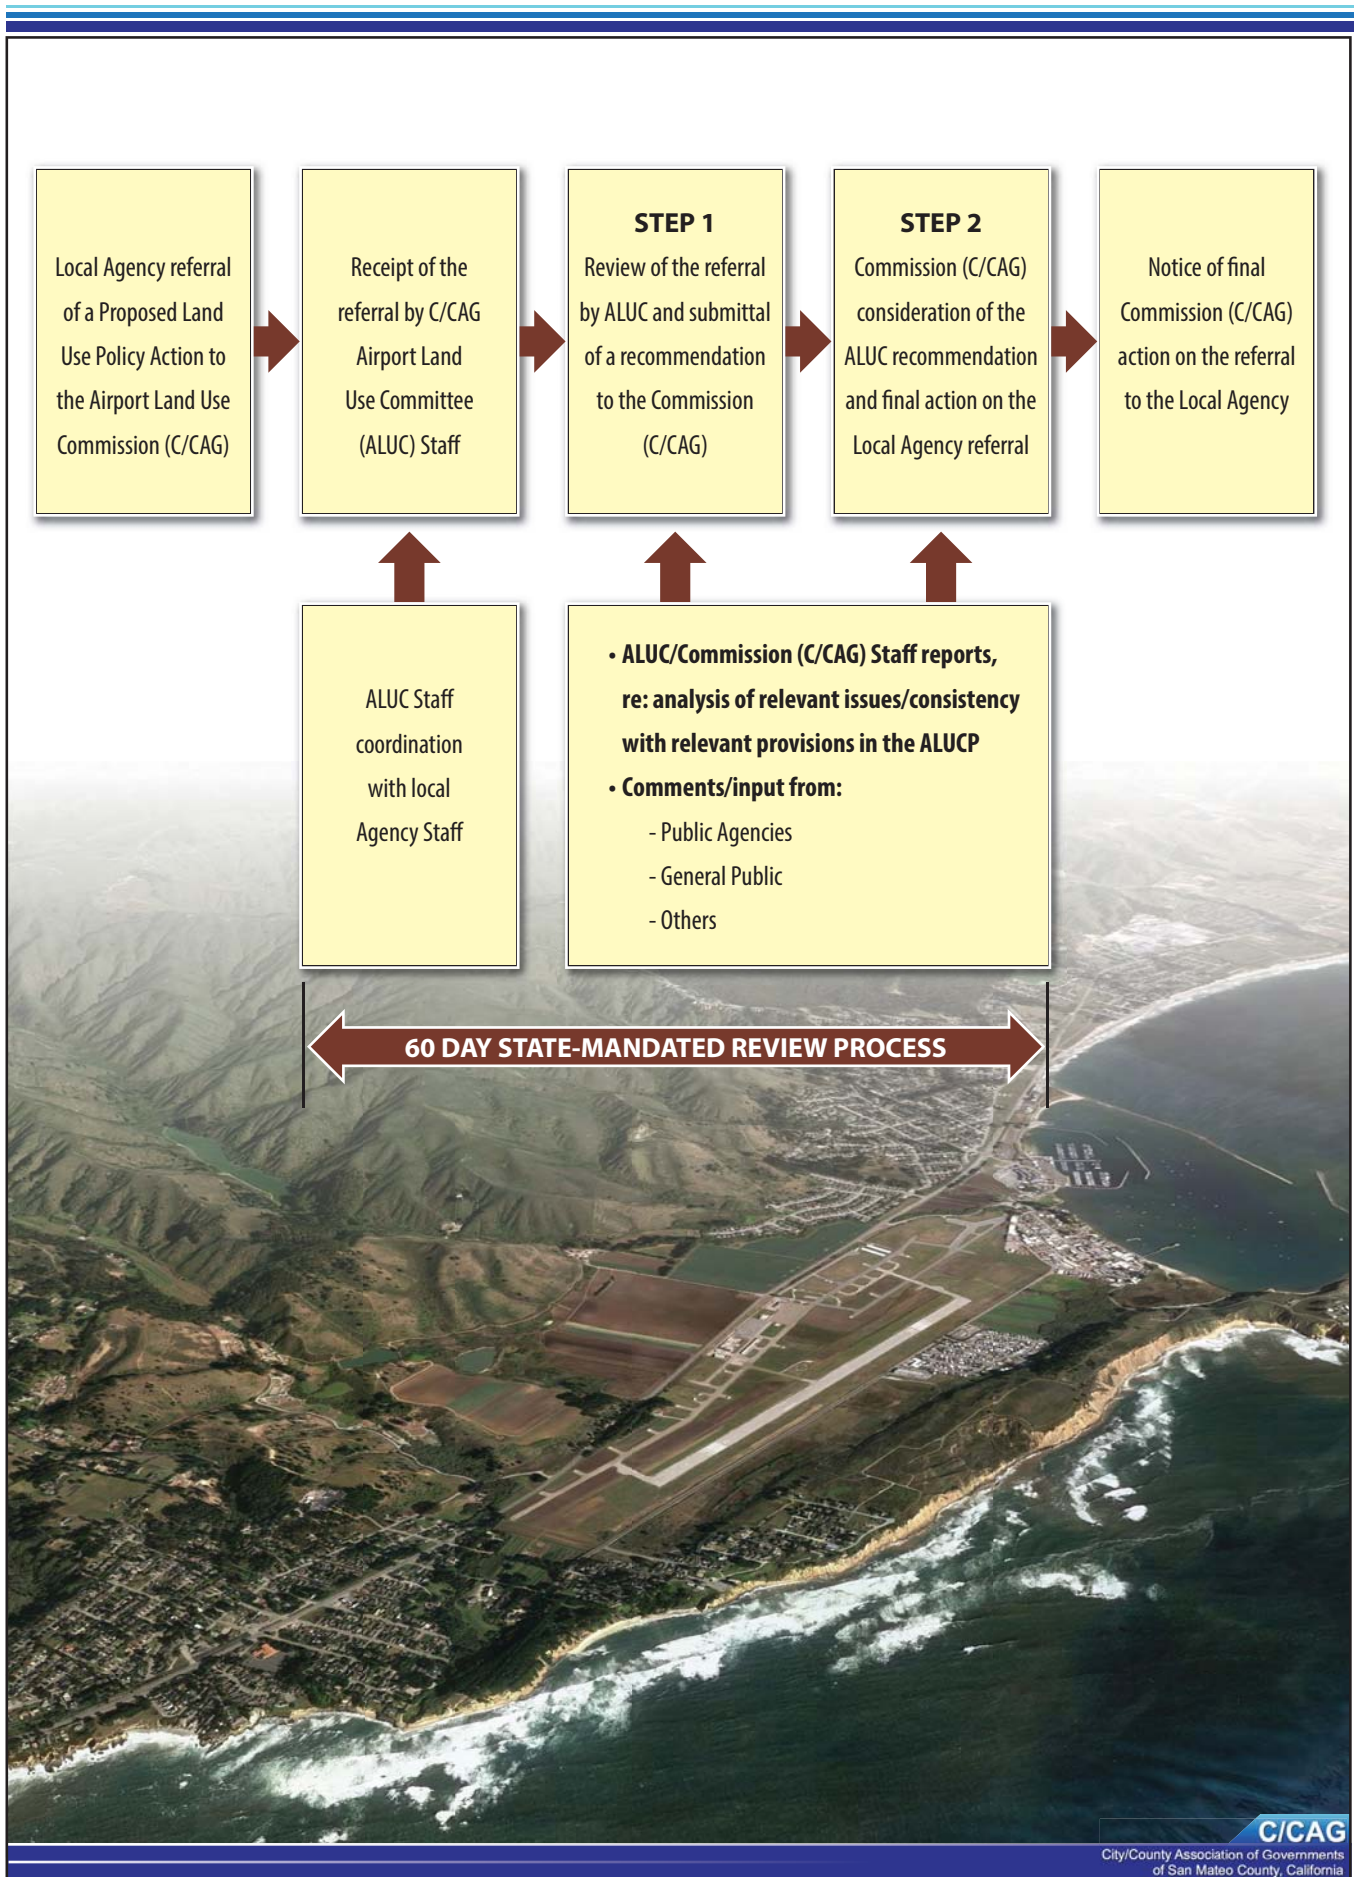 Local Agency referral
of a Proposed Land
Use Policy Action to
the Airport Land Use
Commission (C/CAG)
Receipt of the
referral by C/CAG
Airport Land
Use Committee
(ALUC) Staff
STEP 1
Review of the referral
by ALUC and submittal
of a recommendation
to the Commission
(C/CAG)
STEP 2
Commission (C/CAG)
consideration of the
ALUC recommendation
and final action on the
Local Agency referral
Notice of final
Commission (C/CAG)
action on the referral
to the Local Agency
ALUC Staff
coordination
with local
Agency Staff
• ALUC/Commission (C/CAG) Staff reports,
re: analysis of relevant issues/consistency
with relevant provisions in the ALUCP
• Comments/input from:
- Public Agencies
- General Public
- Others
60 DAY STATE-MANDATED REVIEW PROCESS
C/CAG
City/County Association of Governments
of San Mateo County, California